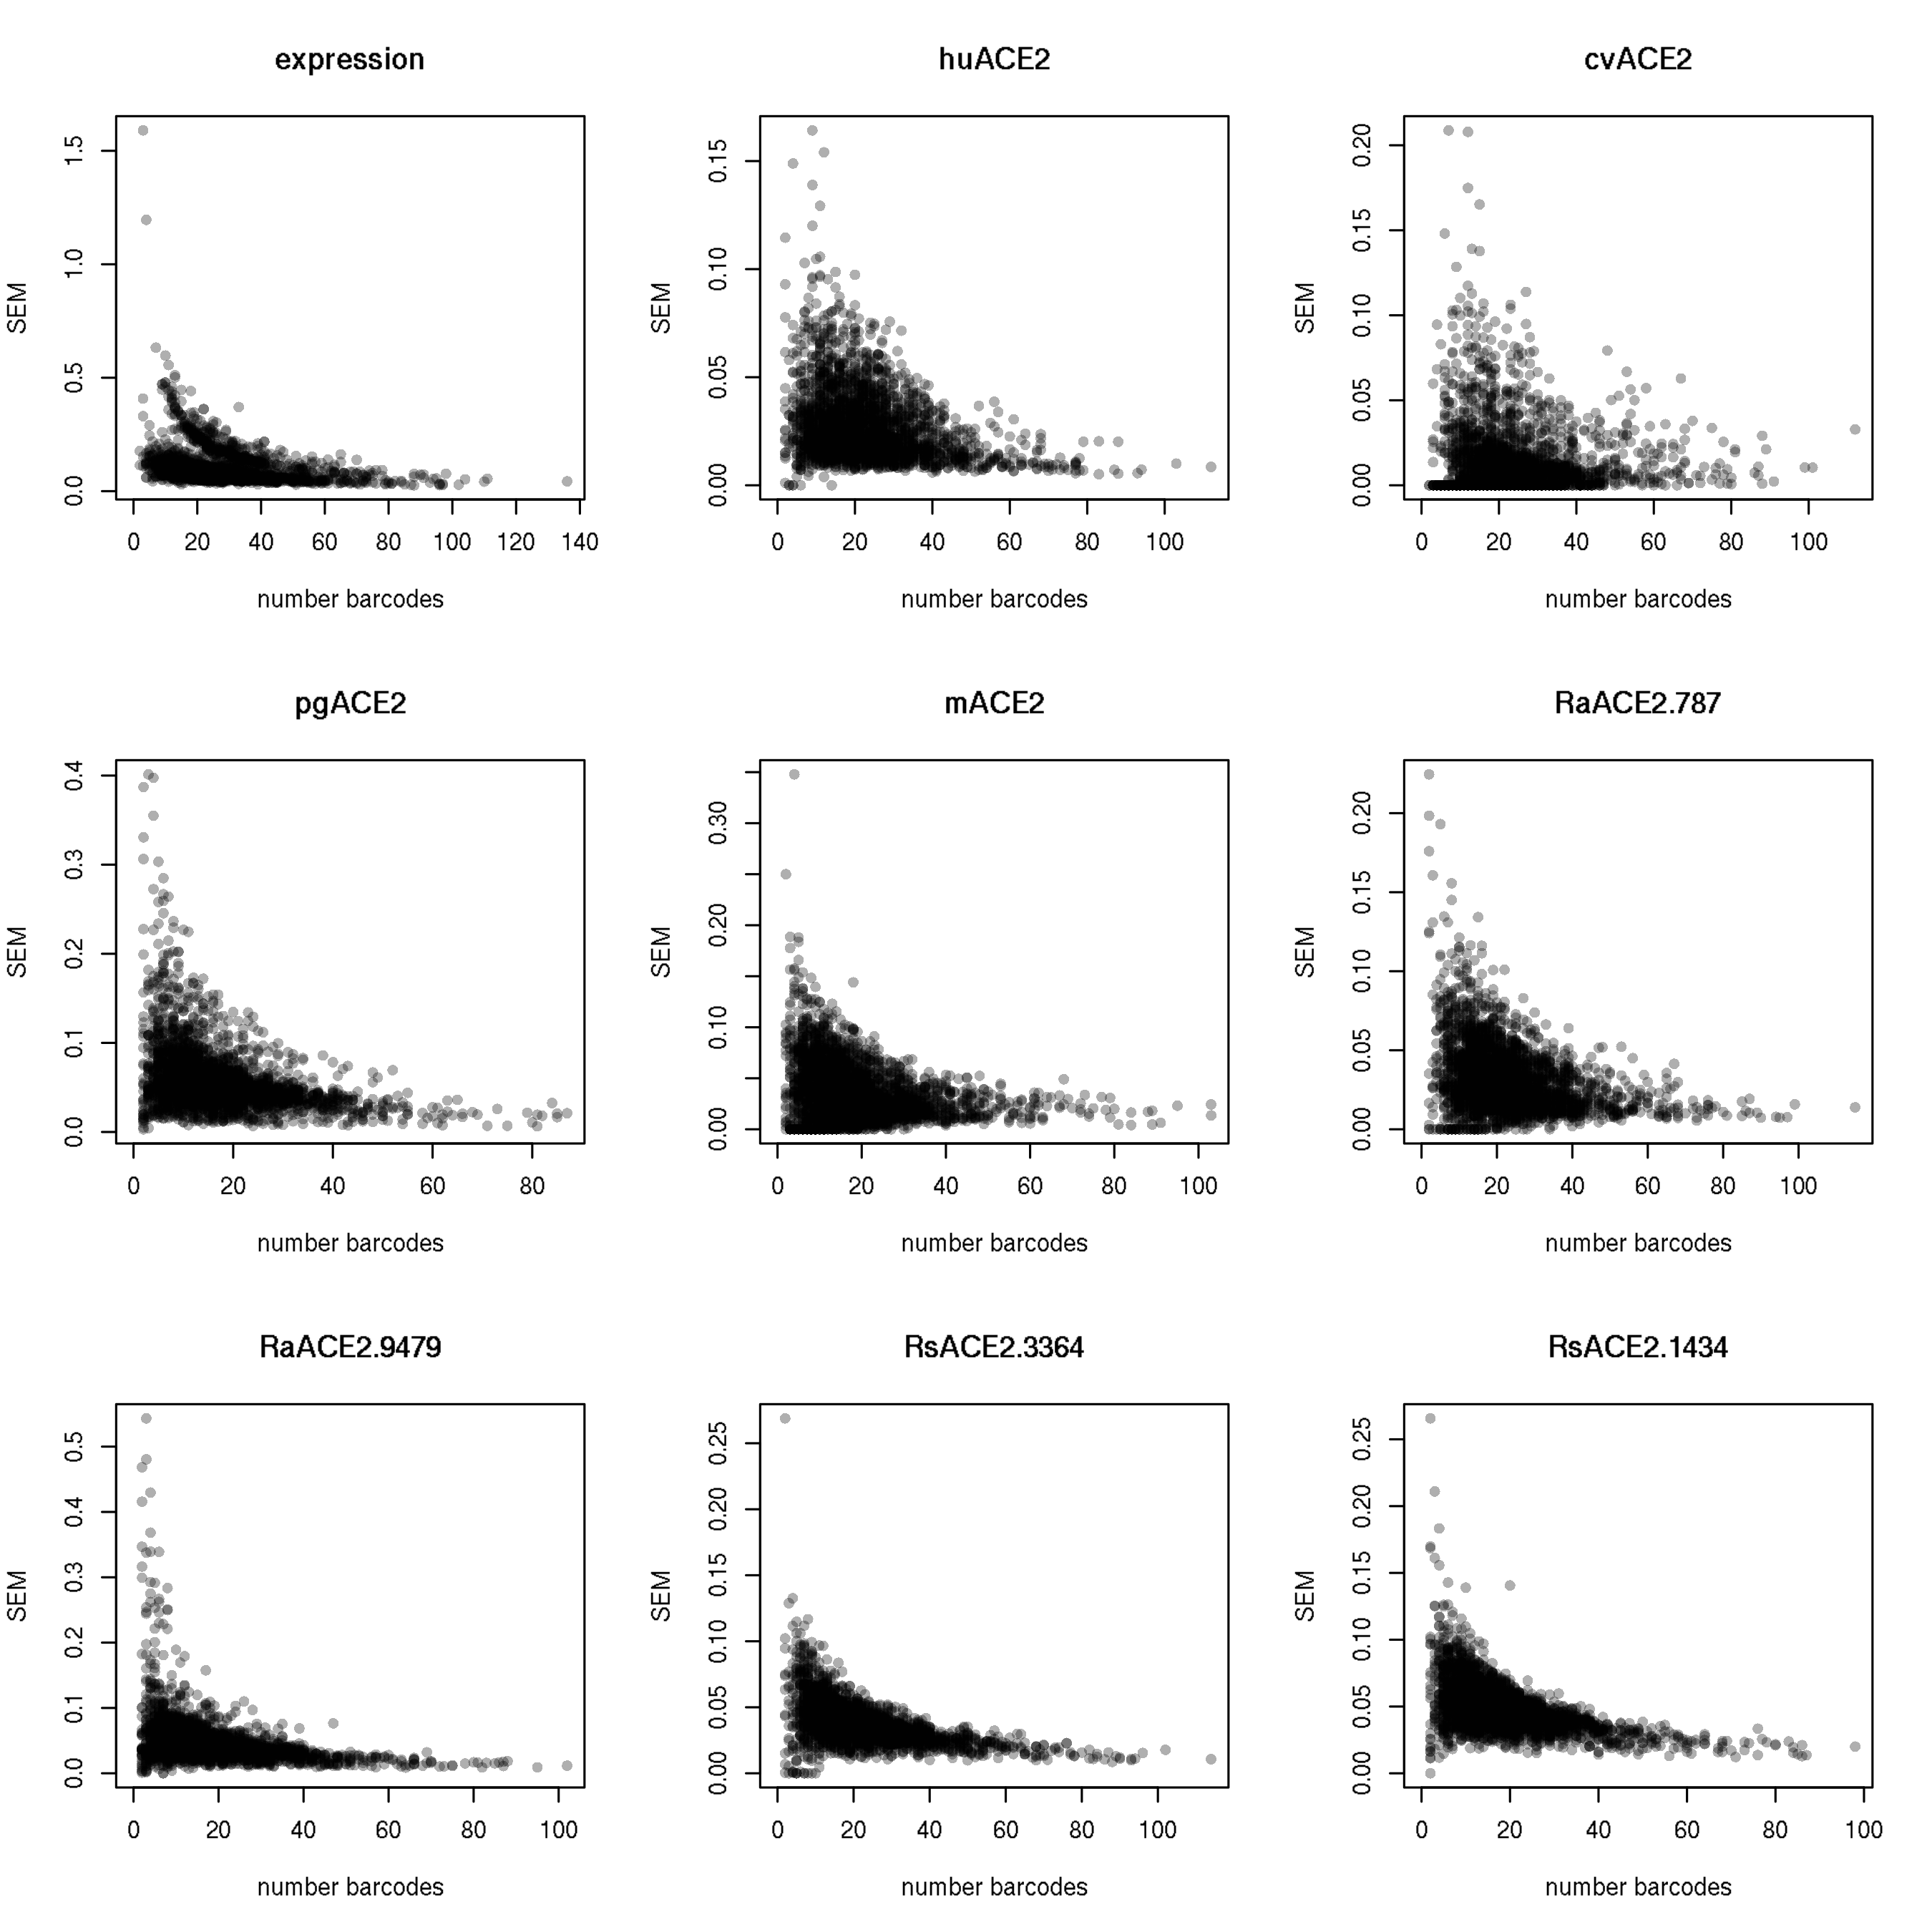 expression
SEM
0.0 0.5 1.0 1.5
0 20 40 60 80 100 120 140
number barcodes
huACE2
SEM
0.00 0.05 0.10 0.15
0 20 40 60 80 100
number barcodes
cvACE2
SEM
0.00 0.05 0.10 0.15 0.20
0 20 40 60 80 100
number barcodes
pgACE2
SEM
0.0 0.1 0.2 0.3 0.4
0 20 40 60 80
number barcodes
mACE2
SEM
0.00 0.10 0.20 0.30
0 20 40 60 80 100
number barcodes
RaACE2.787
SEM
0.00 0.05 0.10 0.15 0.20
0 20 40 60 80 100
number barcodes
RaACE2.9479
SEM
0.0 0.1 0.2 0.3 0.4 0.5
0 20 40 60 80 100
number barcodes
RsACE2.3364
SEM
0.00 0.05 0.10 0.15 0.20 0.25
0 20 40 60 80 100
number barcodes
RsACE2.1434
SEM
0.00 0.05 0.10 0.15 0.20 0.25
0 20 40 60 80 100
number barcodes